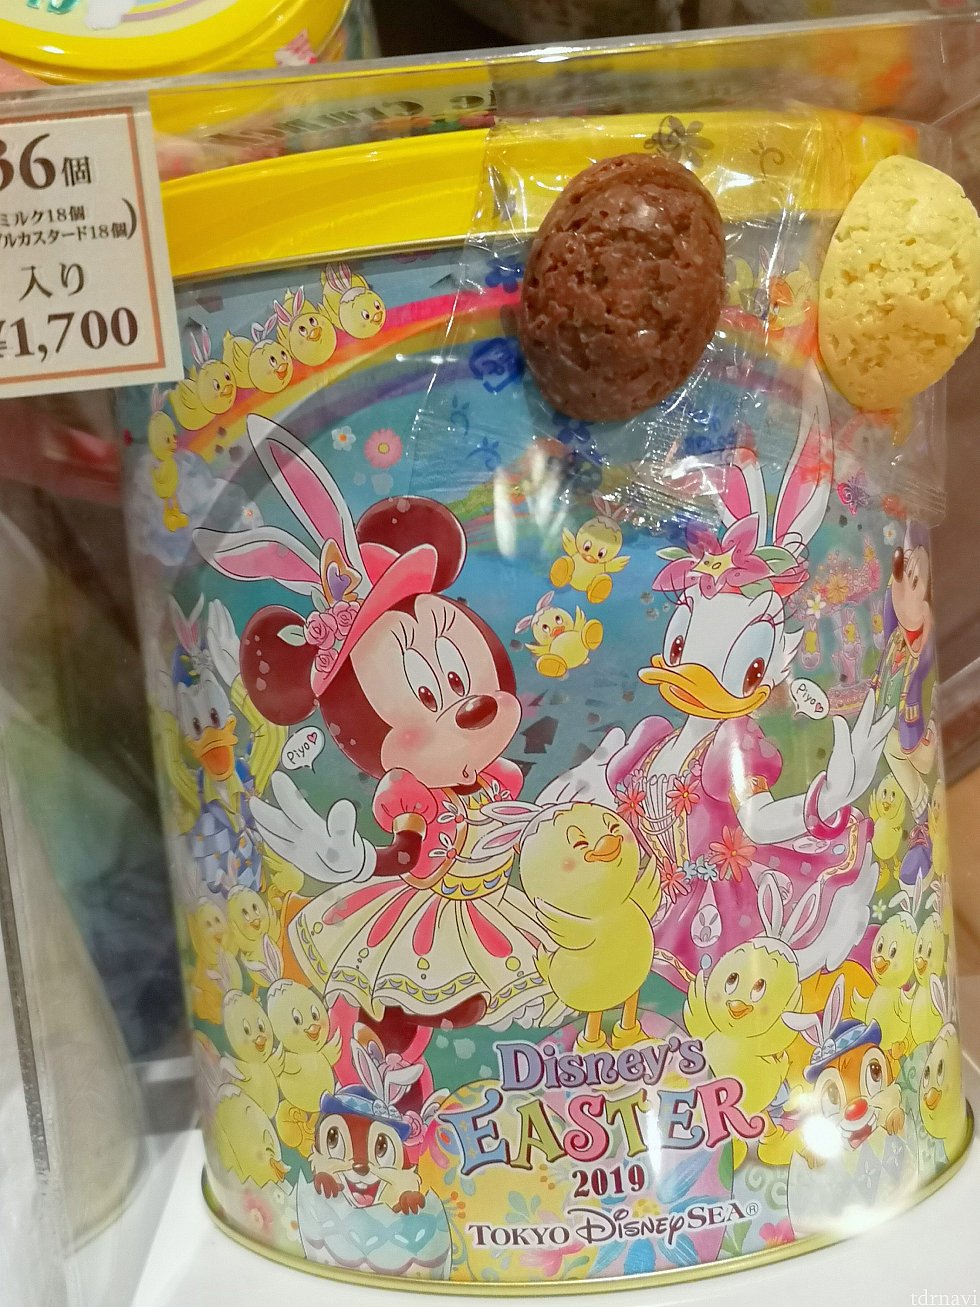 36個
ミルク18個
ルカスタード18個)
入り
¥1,700
Piyo♡
Piyo♡
Disney's
EASTER
2019
TOKYO DisneySEA®
tdrnavi